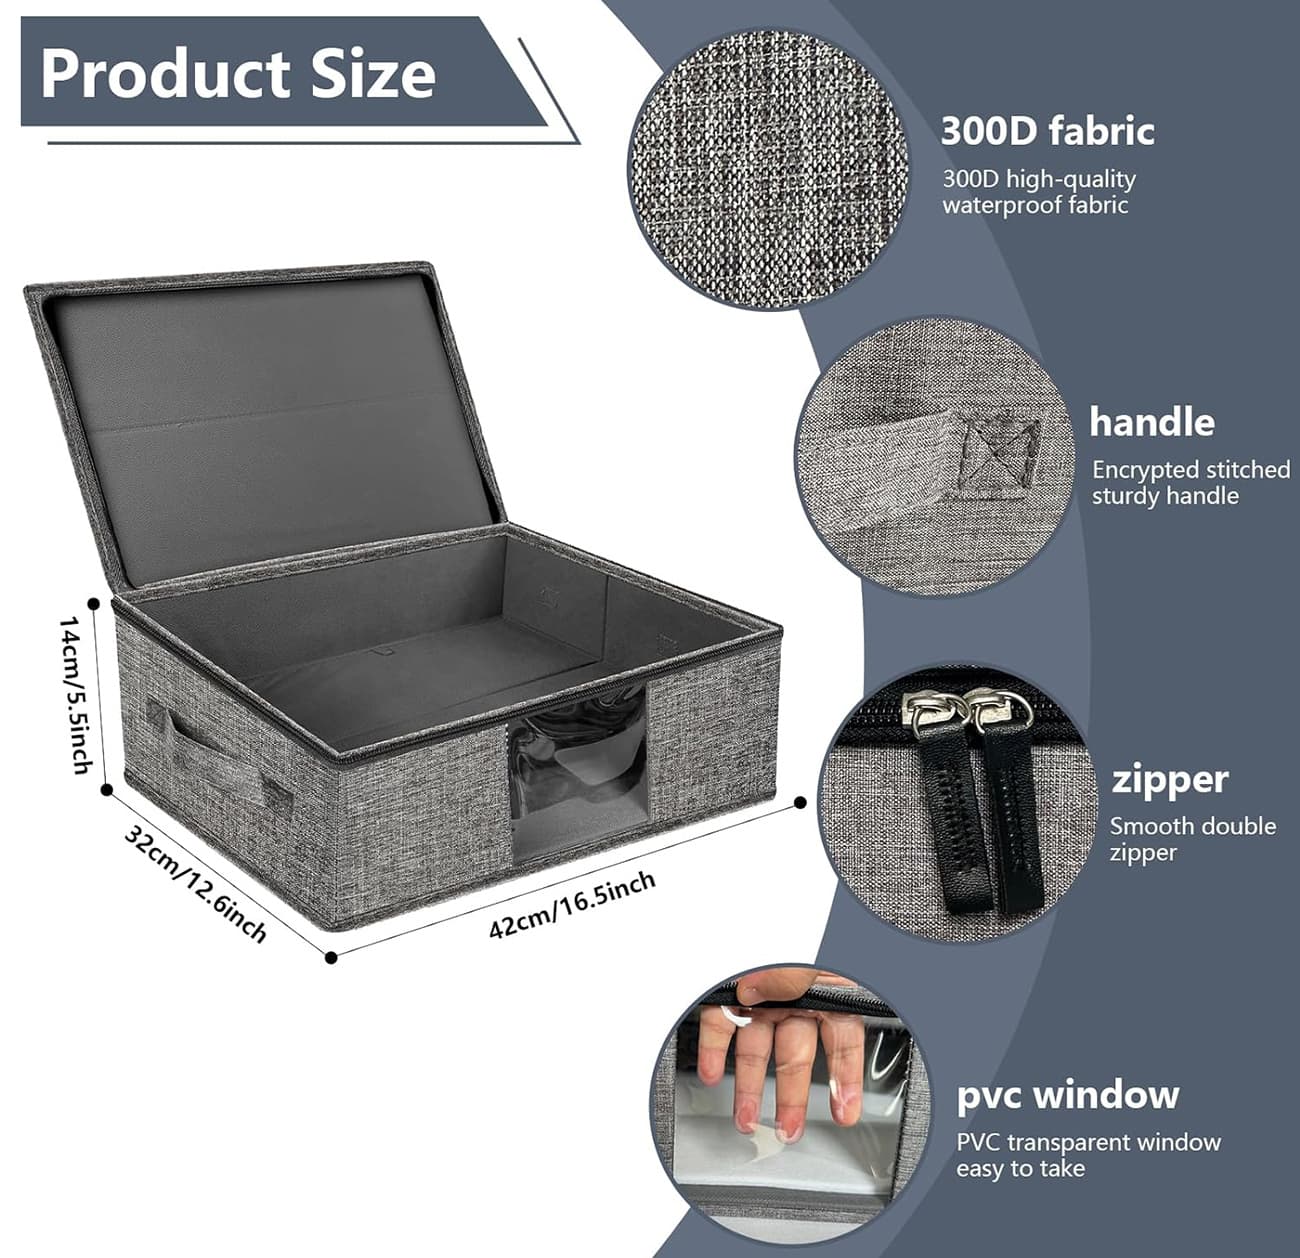 Product Size
300D fabric
300D high-quality
waterproof fabric
handle
Encrypted stitched
sturdy handle
14cm/5.5inch
32cm/12.6inch
42cm/16.5inch
zipper
Smooth double
zipper
pvc window
PVC transparent window
easy to take